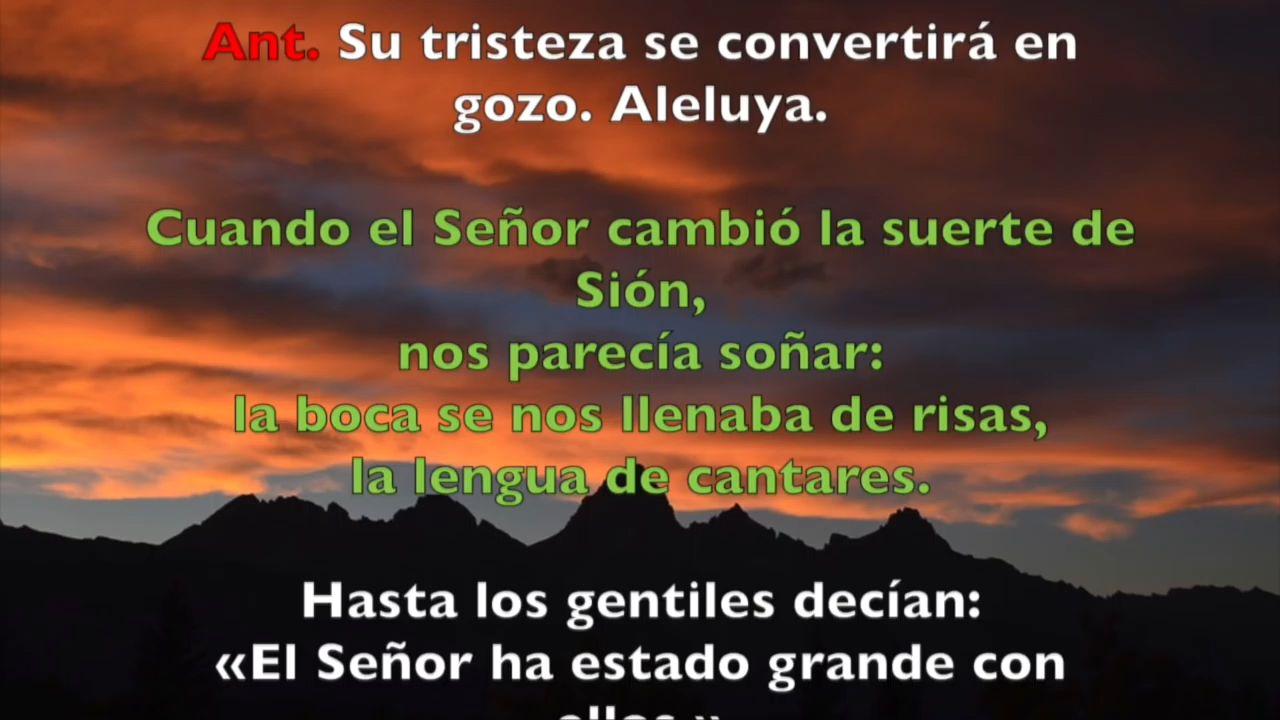 Ant. Su tristeza se convertirá en
gozo. Aleluya.
Cuando el Señor cambió la suerte de
Sión,
nos parecía soñar:
la boca se nos llenaba de risas,
la lengua de cantares.
Hasta los gentiles decían:
«El Señor ha estado grande con
ellos.»